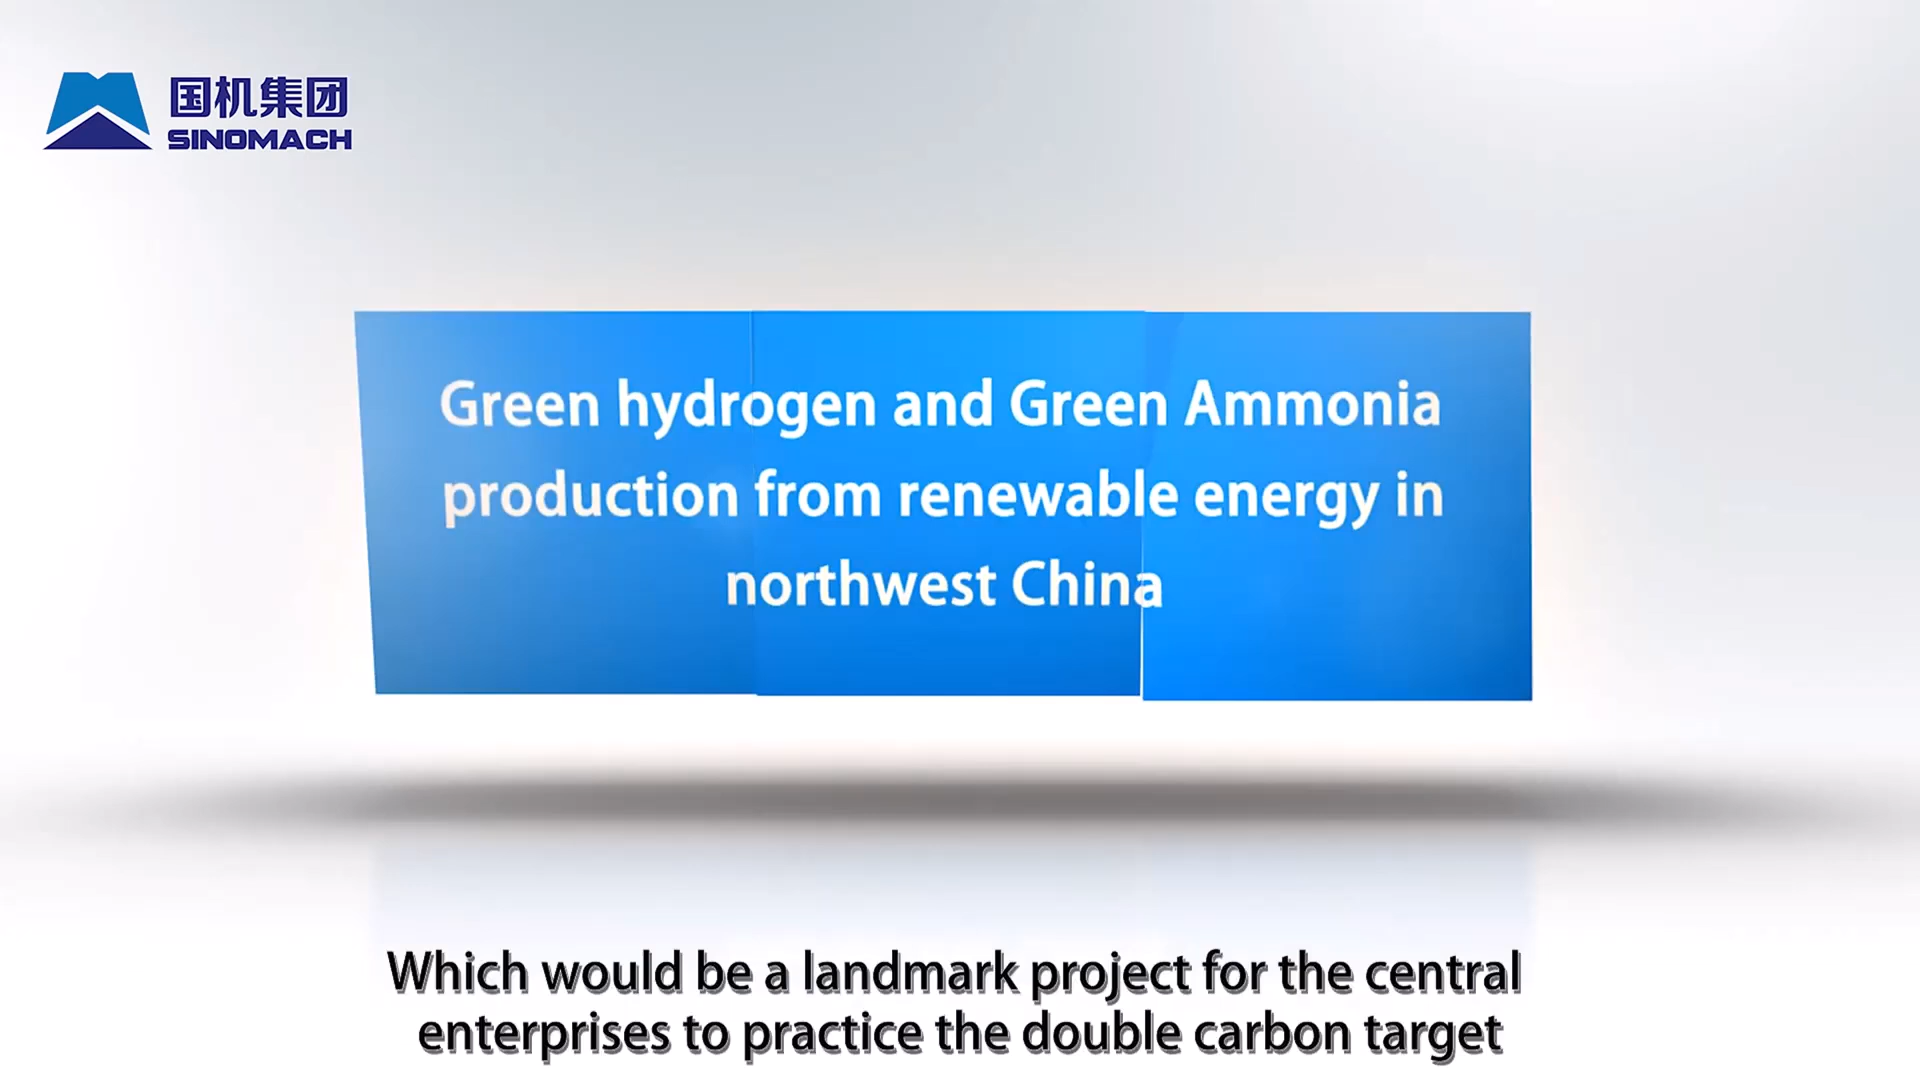 国机集团
SINOMACH
Green hydrogen and Green Ammonia
production from renewable energy in
northwest China
Which would be a landmark project for the central
enterprises to practice the double carbon target